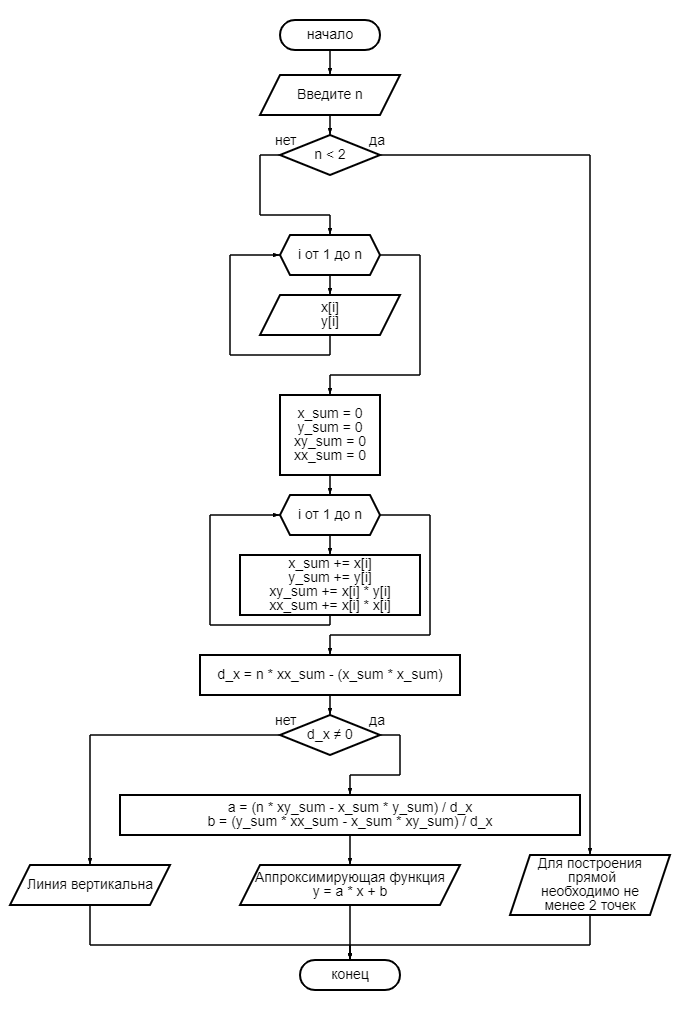 начало
Введите n
нет
да
n < 2
i от 1 до n
x[i]
y[i]
x_sum = 0
y_sum = 0
xy_sum = 0
xx_sum = 0
i от 1 до n
x_sum += x[i]
y_sum += y[i]
xy_sum += x[i] * y[i]
xx_sum += x[i] * x[i]
d_x = n * xx_sum - (x_sum * x_sum)
нет
да
d_x ≠ 0
a = (n * xy_sum - x_sum * y_sum) / d_x
b = (y_sum * xx_sum - x_sum * xy_sum) / d_x
Линия вертикальна
Аппроксимирующая функция
y = a * x + b
Для построения
прямой
необходимо не
менее 2 точек
конец